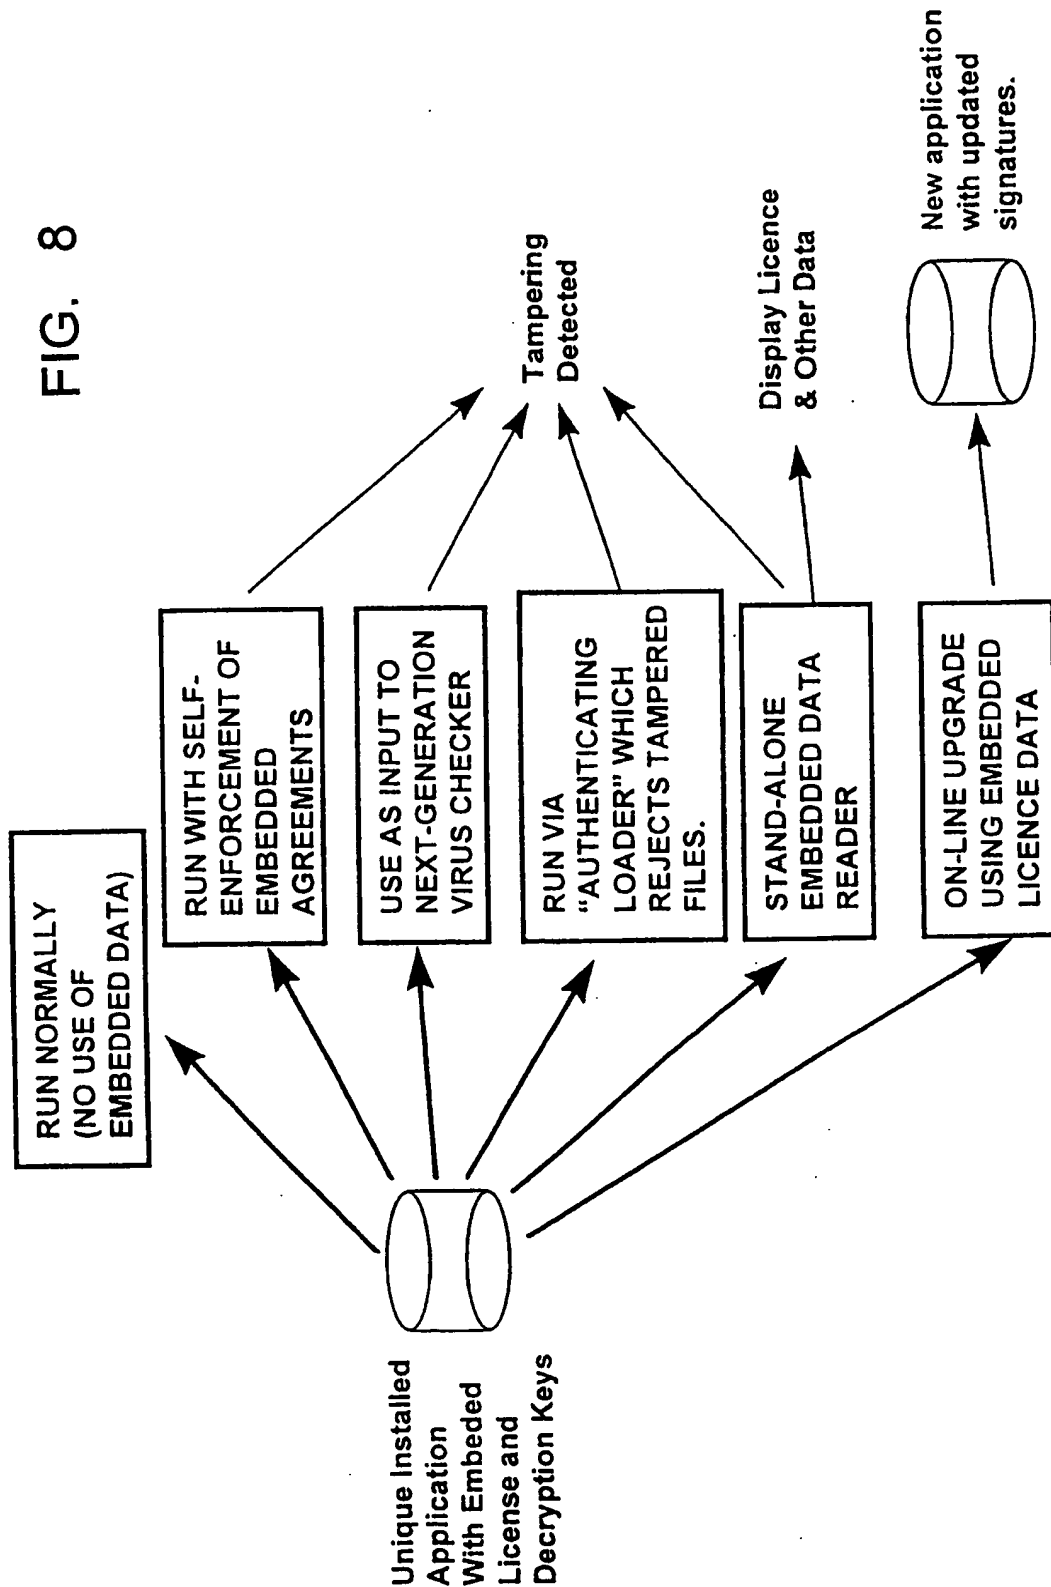 FIG. 8
Unique Installed
Application
With Embeded
License and
Decryption Keys
RUN NORMALLY
(NO USE OF
EMBEDDED DATA)
RUN WITH SELF-
ENFORCEMENT OF
EMBEDDED
AGREEMENTS
USE AS INPUT TO
NEXT-GENERATION
VIRUS CHECKER
RUN VIA
“AUTHENTICATING
LOADER” WHICH
REJECTS TAMPERED
FILES.
STAND-ALONE
EMBEDDED DATA
READER
ON-LINE UPGRADE
USING EMBEDDED
LICENCE DATA
Tampering
Detected
Display Licence
& Other Data
New application
with updated
signatures.